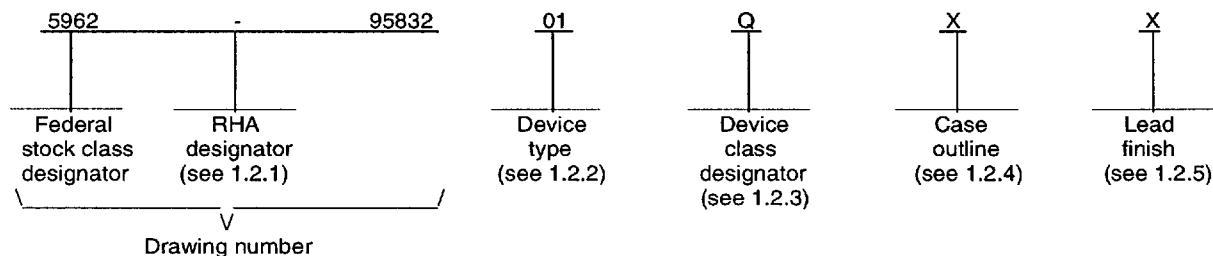 5962 - 95832 01 Q X X
Federal stock class designator
RHA designator (see 1.2.1)
Device type (see 1.2.2)
Device class designator (see 1.2.3)
Case outline (see 1.2.4)
Lead finish (see 1.2.5)
Drawing number